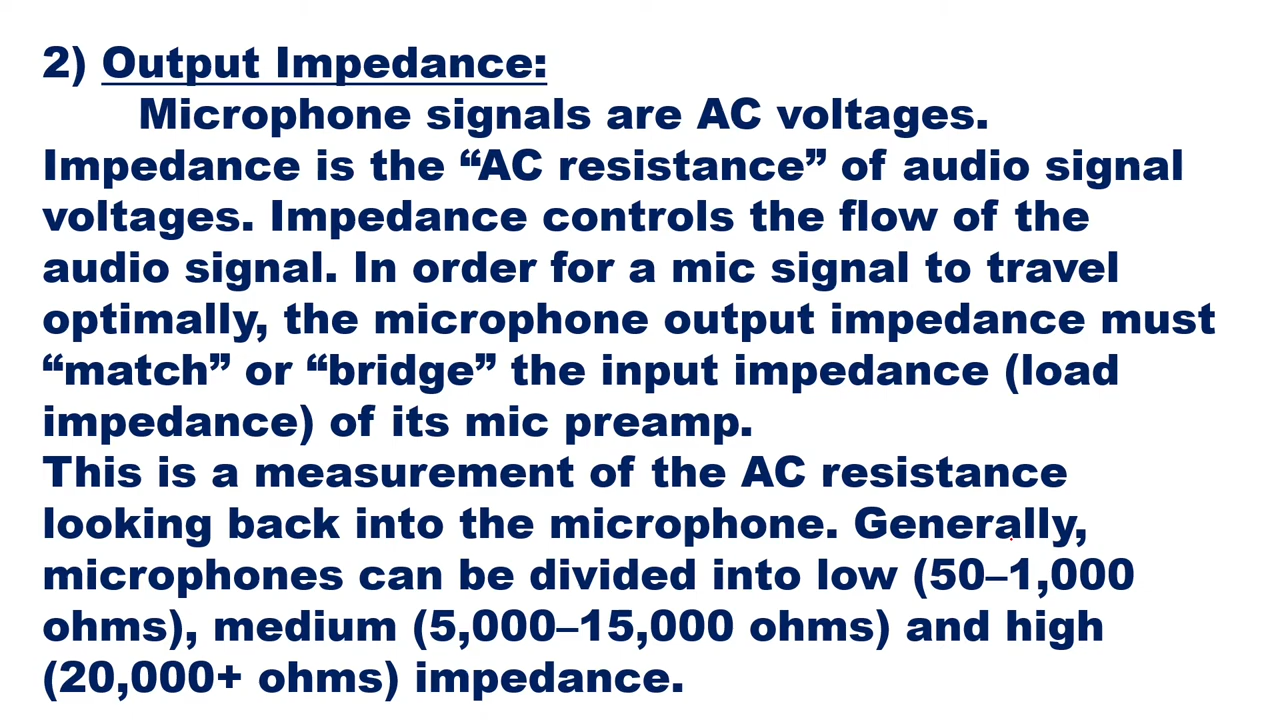 2) Output Impedance:
Microphone signals are AC voltages.
Impedance is the “AC resistance” of audio signal
voltages. Impedance controls the flow of the
audio signal. In order for a mic signal to travel
optimally, the microphone output impedance must
“match” or “bridge” the input impedance (load
impedance) of its mic preamp.
This is a measurement of the AC resistance
looking back into the microphone. Generally,
microphones can be divided into low (50–1,000
ohms), medium (5,000–15,000 ohms) and high
(20,000+ ohms) impedance.